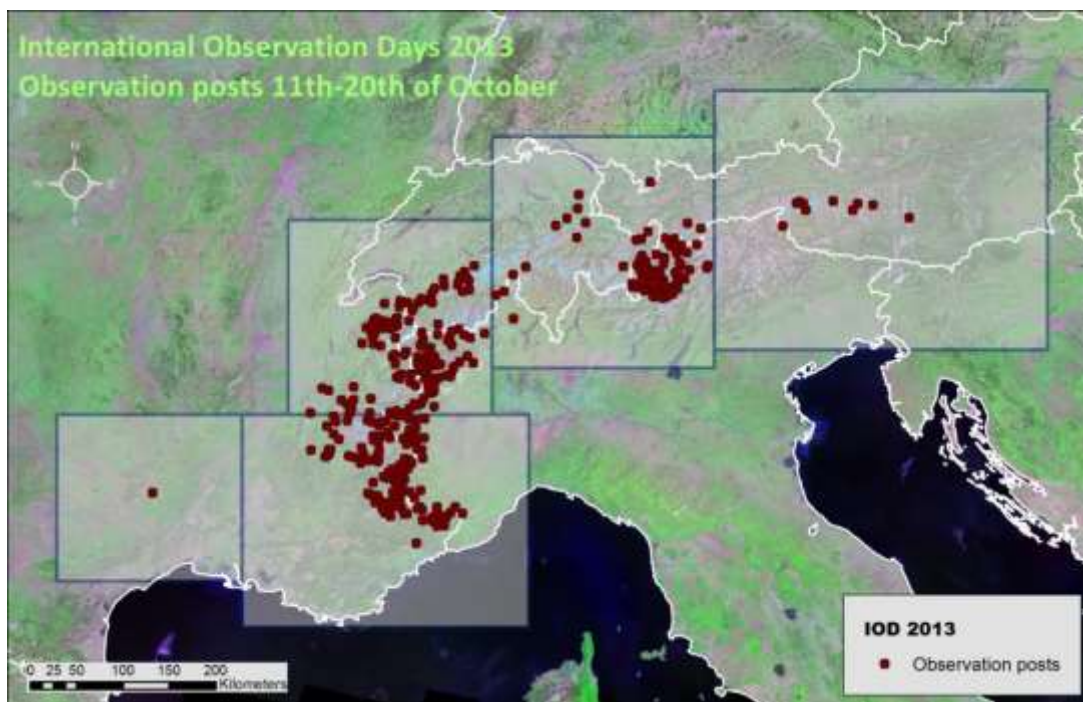 International Observation Days 2013
Observation posts 11th-20th of October
N
IOD 2013
Observation posts
0 25 50 100 150 200
Kilometers